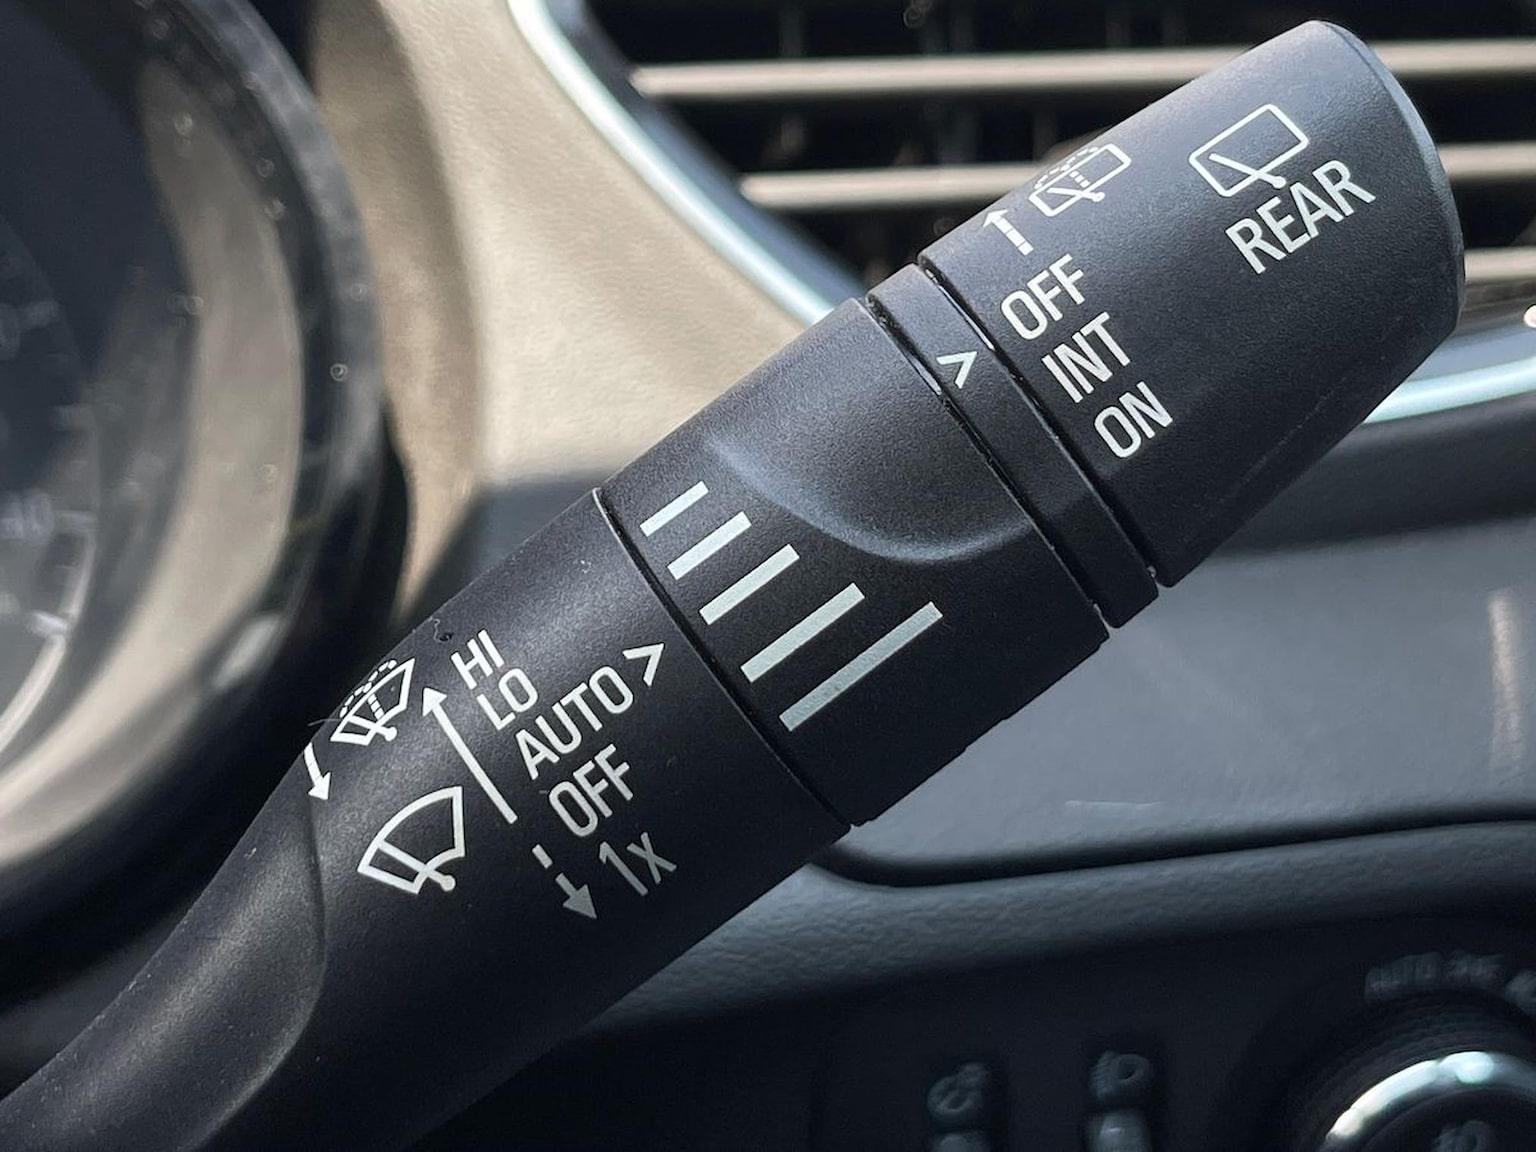 REAR
OFF
INT
ON
>
HI
LO
AUTO >
OFF
1x